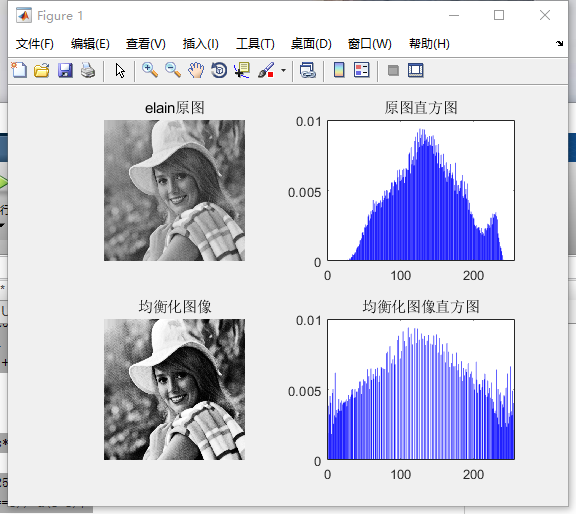 Figure 1
文件(F) 编辑(E) 查看(V) 插入(I) 工具(T) 桌面(D) 窗口(W) 帮助(H)
elain原图
原图直方图
0.01
0.005
0
0 100 200
均衡化图像
均衡化图像直方图
0.01
0.005
0
0 100 200